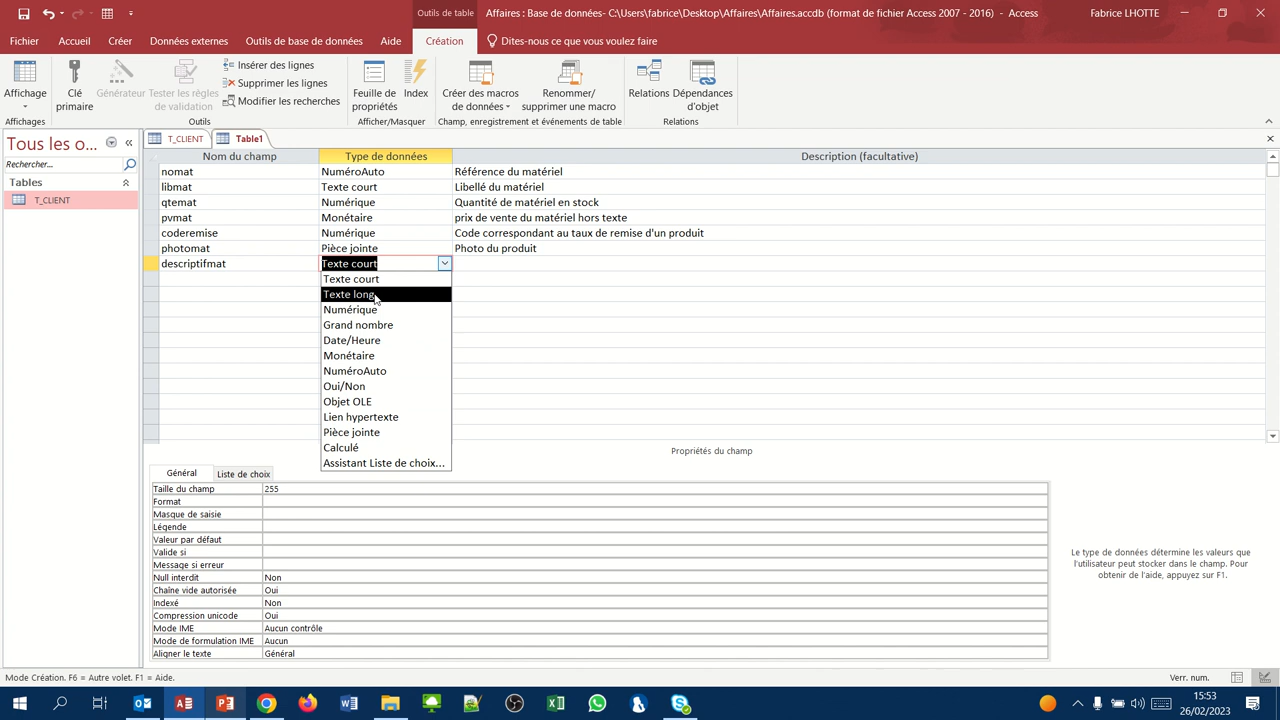 Outils de table
Affaires : Base de données- C:\Users\fabrice\Desktop\Affaires\Affaires.accdb (format de fichier Access 2007 - 2016) - Access
Fabrice LHOTTE
Fichier Accueil Créer Données externes Outils de base de données Aide Création Dites-nous ce que vous voulez faire
Affichage
Clé primaire
Générateur
Tester les règles de validation
Insérer des lignes
Supprimer les lignes
Modifier les recherches
Feuille de propriétés
Index
Créer des macros de données
Renommer/ supprimer une macro
Relations
Dépendances d'objet
Affichages Outils Afficher/Masquer Champ, enregistrement et événements de table Relations
Tous les o...
Rechercher...
Tables
T_CLIENT
T_CLIENT Table1
Nom du champ Type de données Description (facultative)
nomat NuméroAuto Référence du matériel
libmat Texte court Libellé du matériel
qtemat Numérique Quantité de matériel en stock
pvmat Monétaire prix de vente du matériel hors texte
coderemise Numérique Code correspondant au taux de remise d'un produit
photomat Pièce jointe Photo du produit
descriptifmat Texte court
Texte court
Texte long
Numérique
Grand nombre
Date/Heure
Monétaire
NuméroAuto
Oui/Non
Objet OLE
Lien hypertexte
Pièce jointe
Calculé
Assistant Liste de choix...
Propriétés du champ
Général Liste de choix
Taille du champ 255
Format
Masque de saisie
Légende
Valeur par défaut
Valide si
Message si erreur
Null interdit Non
Chaîne vide autorisée Oui
Indexé Non
Compression unicode Oui
Mode IME Aucun contrôle
Mode de formulation IME Aucun
Aligner le texte Général
Le type de données détermine les valeurs que
l'utilisateur peut stocker dans le champ. Pour
obtenir de l'aide, appuyez sur F1.
Mode Création. F6 = Autre volet. F1 = Aide.
Verr. num.
15:53
26/02/2023